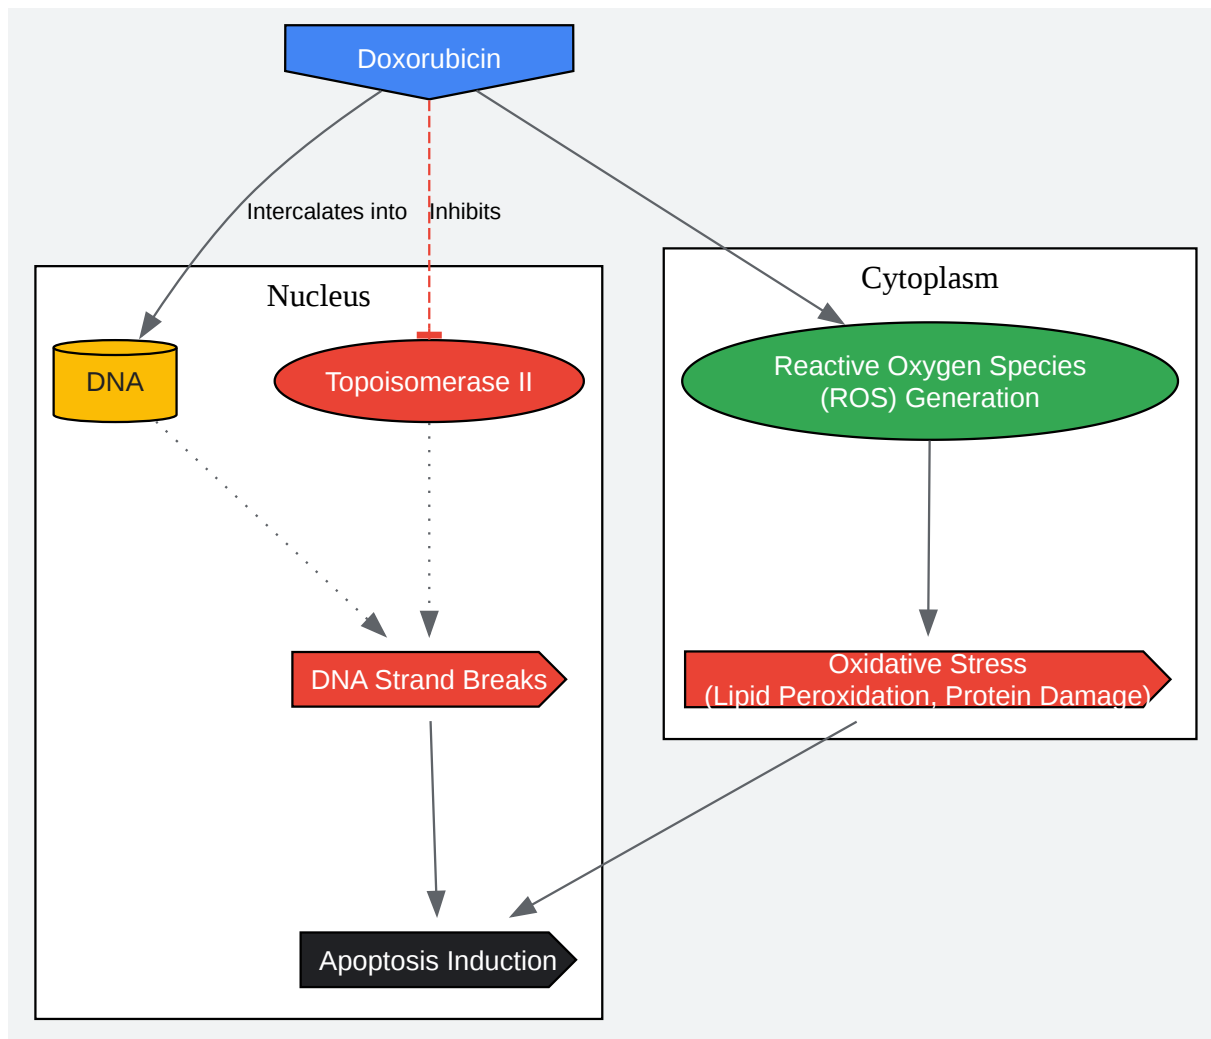 Doxorubicin
Intercalates into
Inhibits
Nucleus
Cytoplasm
DNA
Topoisomerase II
Reactive Oxygen Species
(ROS) Generation
DNA Strand Breaks
Oxidative Stress
(Lipid Peroxidation, Protein Damage)
Apoptosis Induction